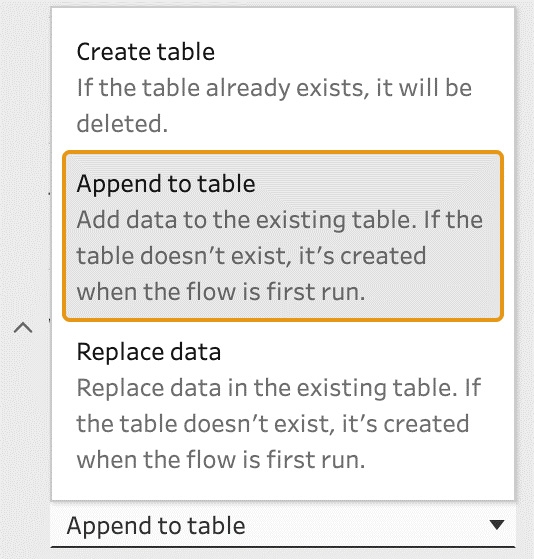 Create table
If the table already exists, it will be
deleted.
Append to table
Add data to the existing table. If the
table doesn’t exist, it’s created
when the flow is first run.
Replace data
Replace data in the existing table. If
the table doesn’t exist, it’s created
when the flow is first run.
Append to table